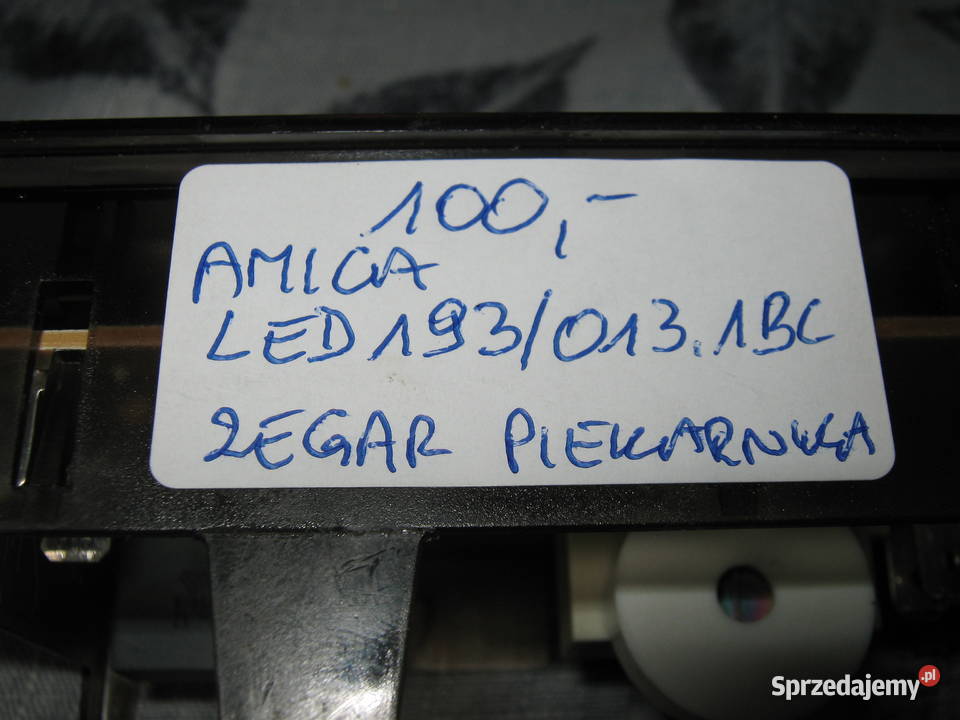 100,-
AMICA
LED193/013.1BC
ZEGAR PIEKARNIKA
Sprzedajemy.pl